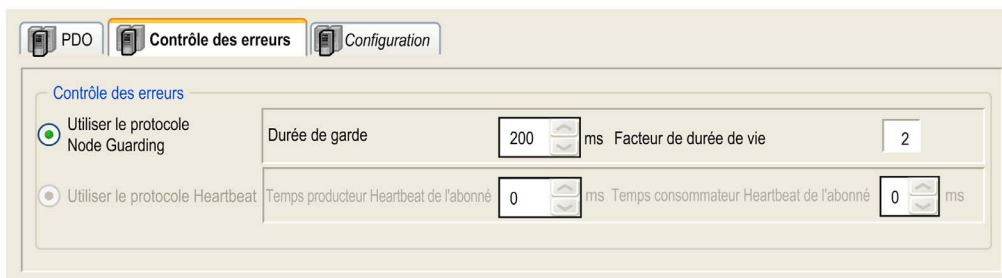 PDO Contrôle des erreurs Configuration
Contrôle des erreurs
Utiliser le protocole
Node Guarding
Durée de garde 200 ms Facteur de durée de vie 2
Utiliser le protocole Heartbeat Temps producteur Heartbeat de l'abonné 0 ms Temps consommateur Heartbeat de l'abonné 0 ms